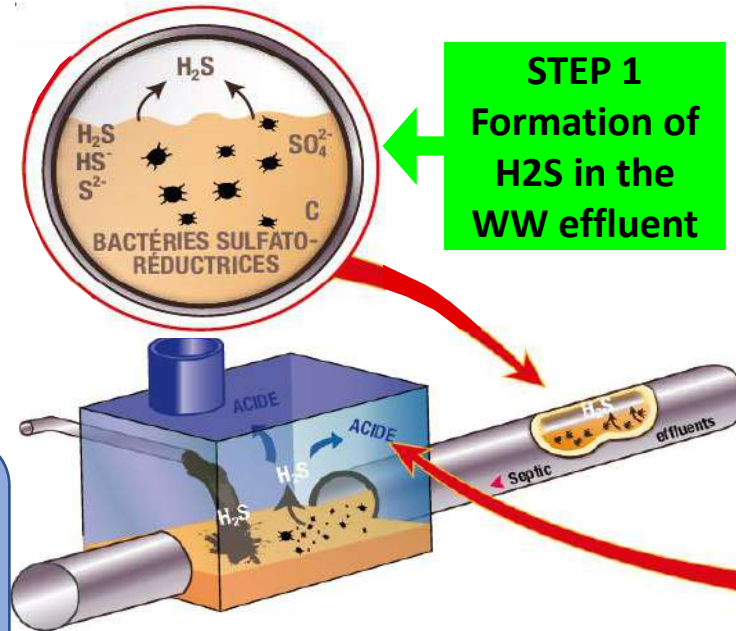 H₂S
H₂S
HS⁻
S²⁻
SO₄²⁻
C
BACTÉRIES SULFATO-
RÉDUCTRICES
STEP 1
Formation of
H2S in the
WW effluent
ACIDE
ACIDE
H₂S
H₂S
H₂S
effluents
Septic